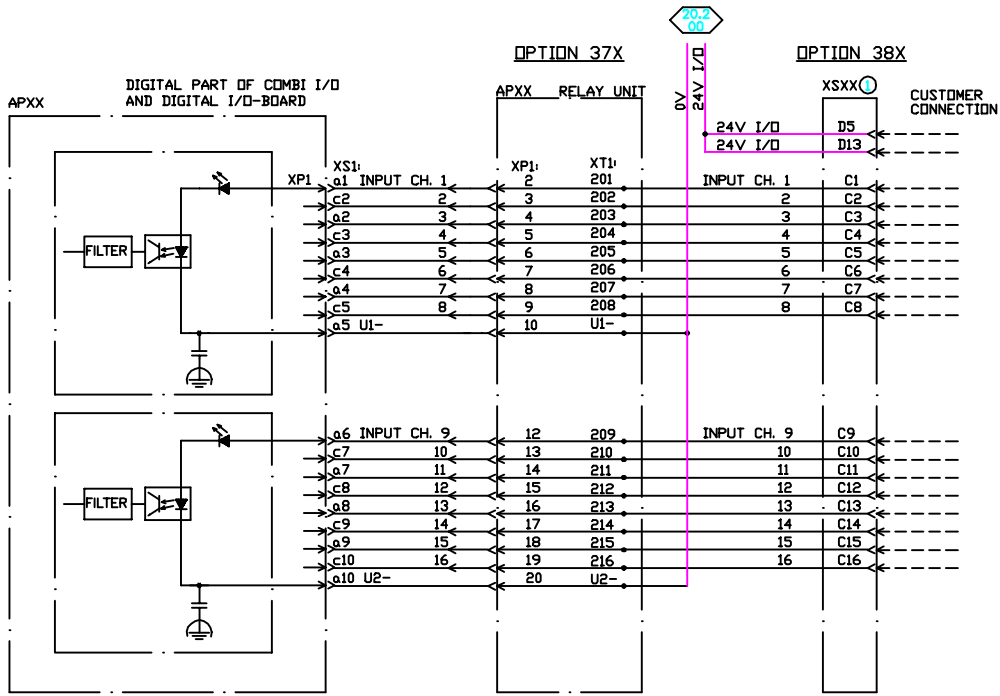 20.2
00
OPTION 37X
OPTION 38X
DIGITAL PART OF COMBI I/O
AND DIGITAL I/O-BOARD
APXX
APXX RELAY UNIT
0V
24V I/O
XSXX 1
CUSTOMER
CONNECTION
24V I/O D5
24V I/O D13
XS1: XP1: XT1:
XP1 a1 INPUT CH. 1 2 201 INPUT CH. 1 C1
c2 2 3 202 2 C2
a2 3 4 203 3 C3
c3 4 5 204 4 C4
FILTER
a3 5 6 205 5 C5
c4 6 7 206 6 C6
a4 7 8 207 7 C7
c5 8 9 208 8 C8
a5 U1- 10 U1-
a6 INPUT CH. 9 12 209 INPUT CH. 9 C9
c7 10 13 210 10 C10
a7 11 14 211 11 C11
c8 12 15 212 12 C12
FILTER
a8 13 16 213 13 C13
c9 14 17 214 14 C14
a9 15 18 215 15 C15
c10 16 19 216 16 C16
a10 U2- 20 U2-